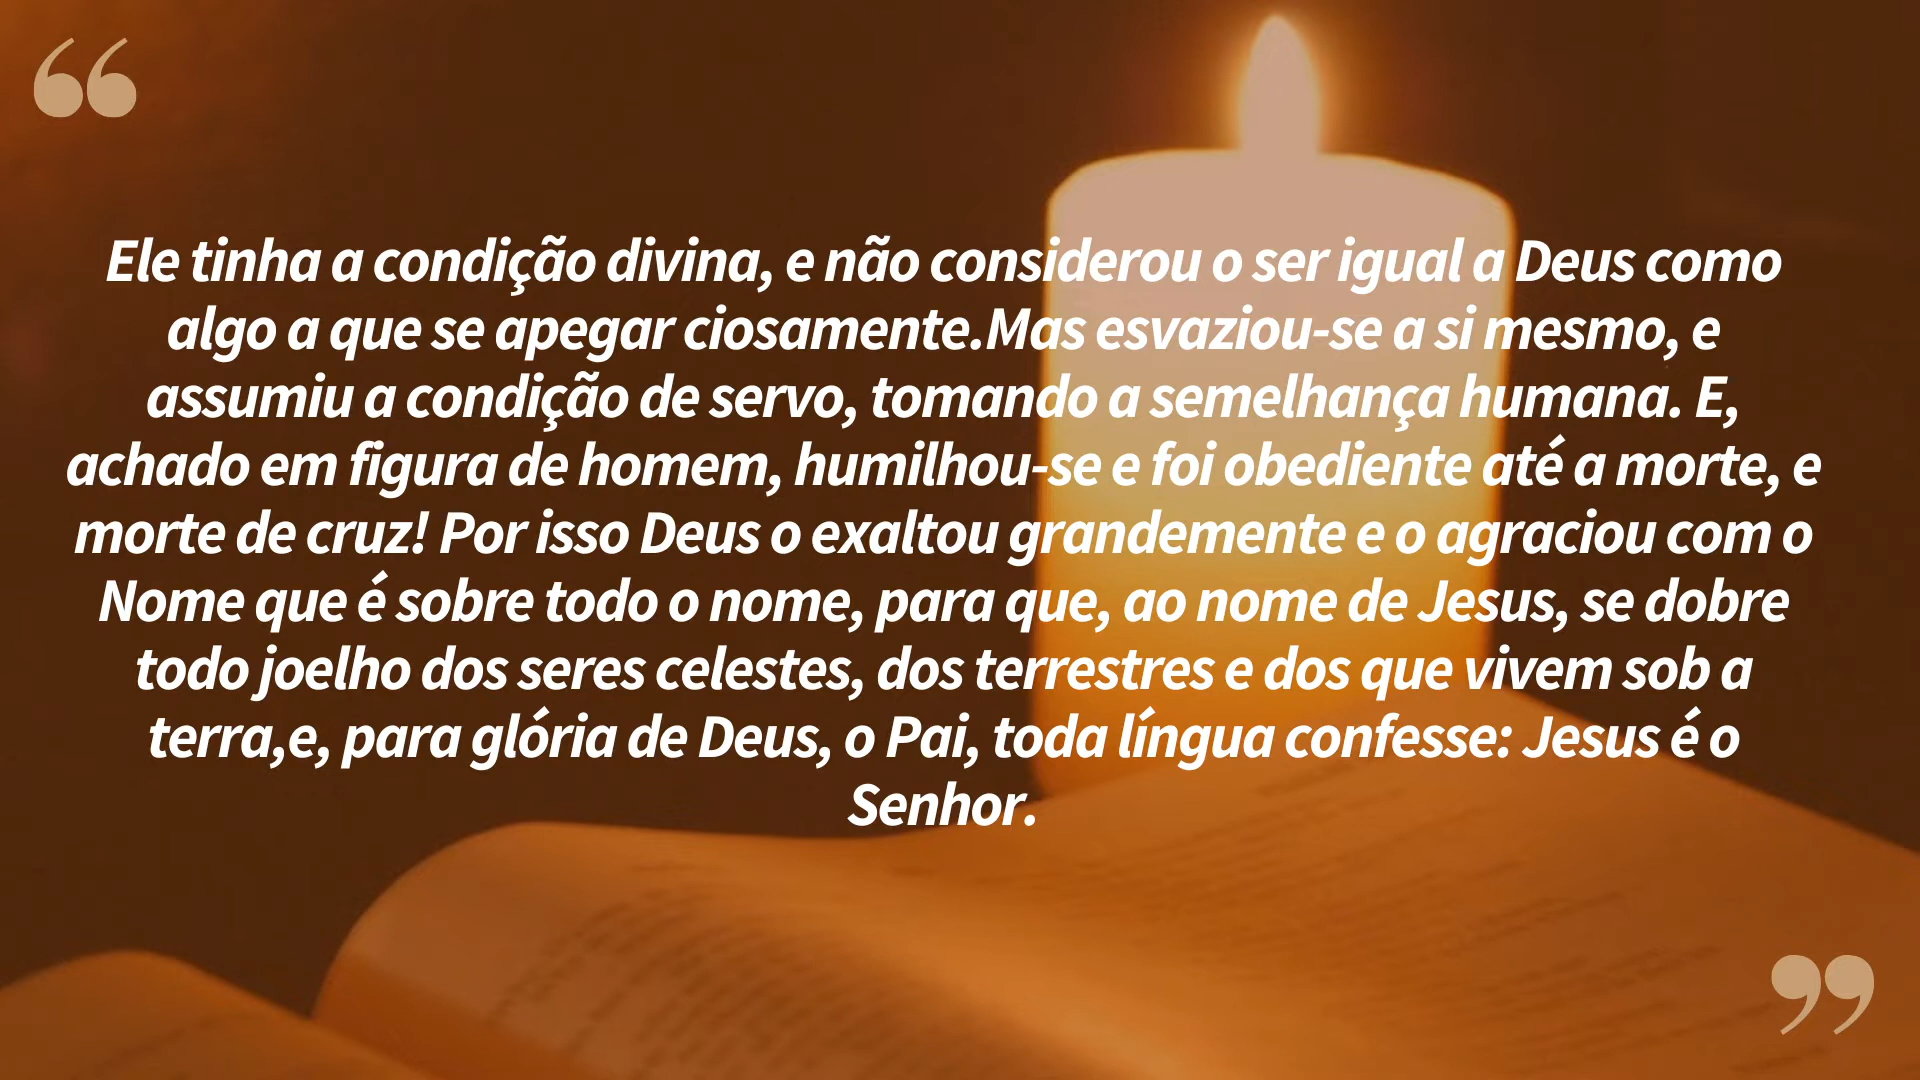 “
Ele tinha a condição divina, e não considerou o ser igual a Deus como
algo a que se apegar ciosamente.Mas esvaziou-se a si mesmo, e
assumiu a condição de servo, tomando a semelhança humana. E,
achado em figura de homem, humilhou-se e foi obediente até a morte, e
morte de cruz! Por isso Deus o exaltou grandemente e o agraciou com o
Nome que é sobre todo o nome, para que, ao nome de Jesus, se dobre
todo joelho dos seres celestes, dos terrestres e dos que vivem sob a
terra,e, para glória de Deus, o Pai, toda língua confesse: Jesus é o
Senhor.
”